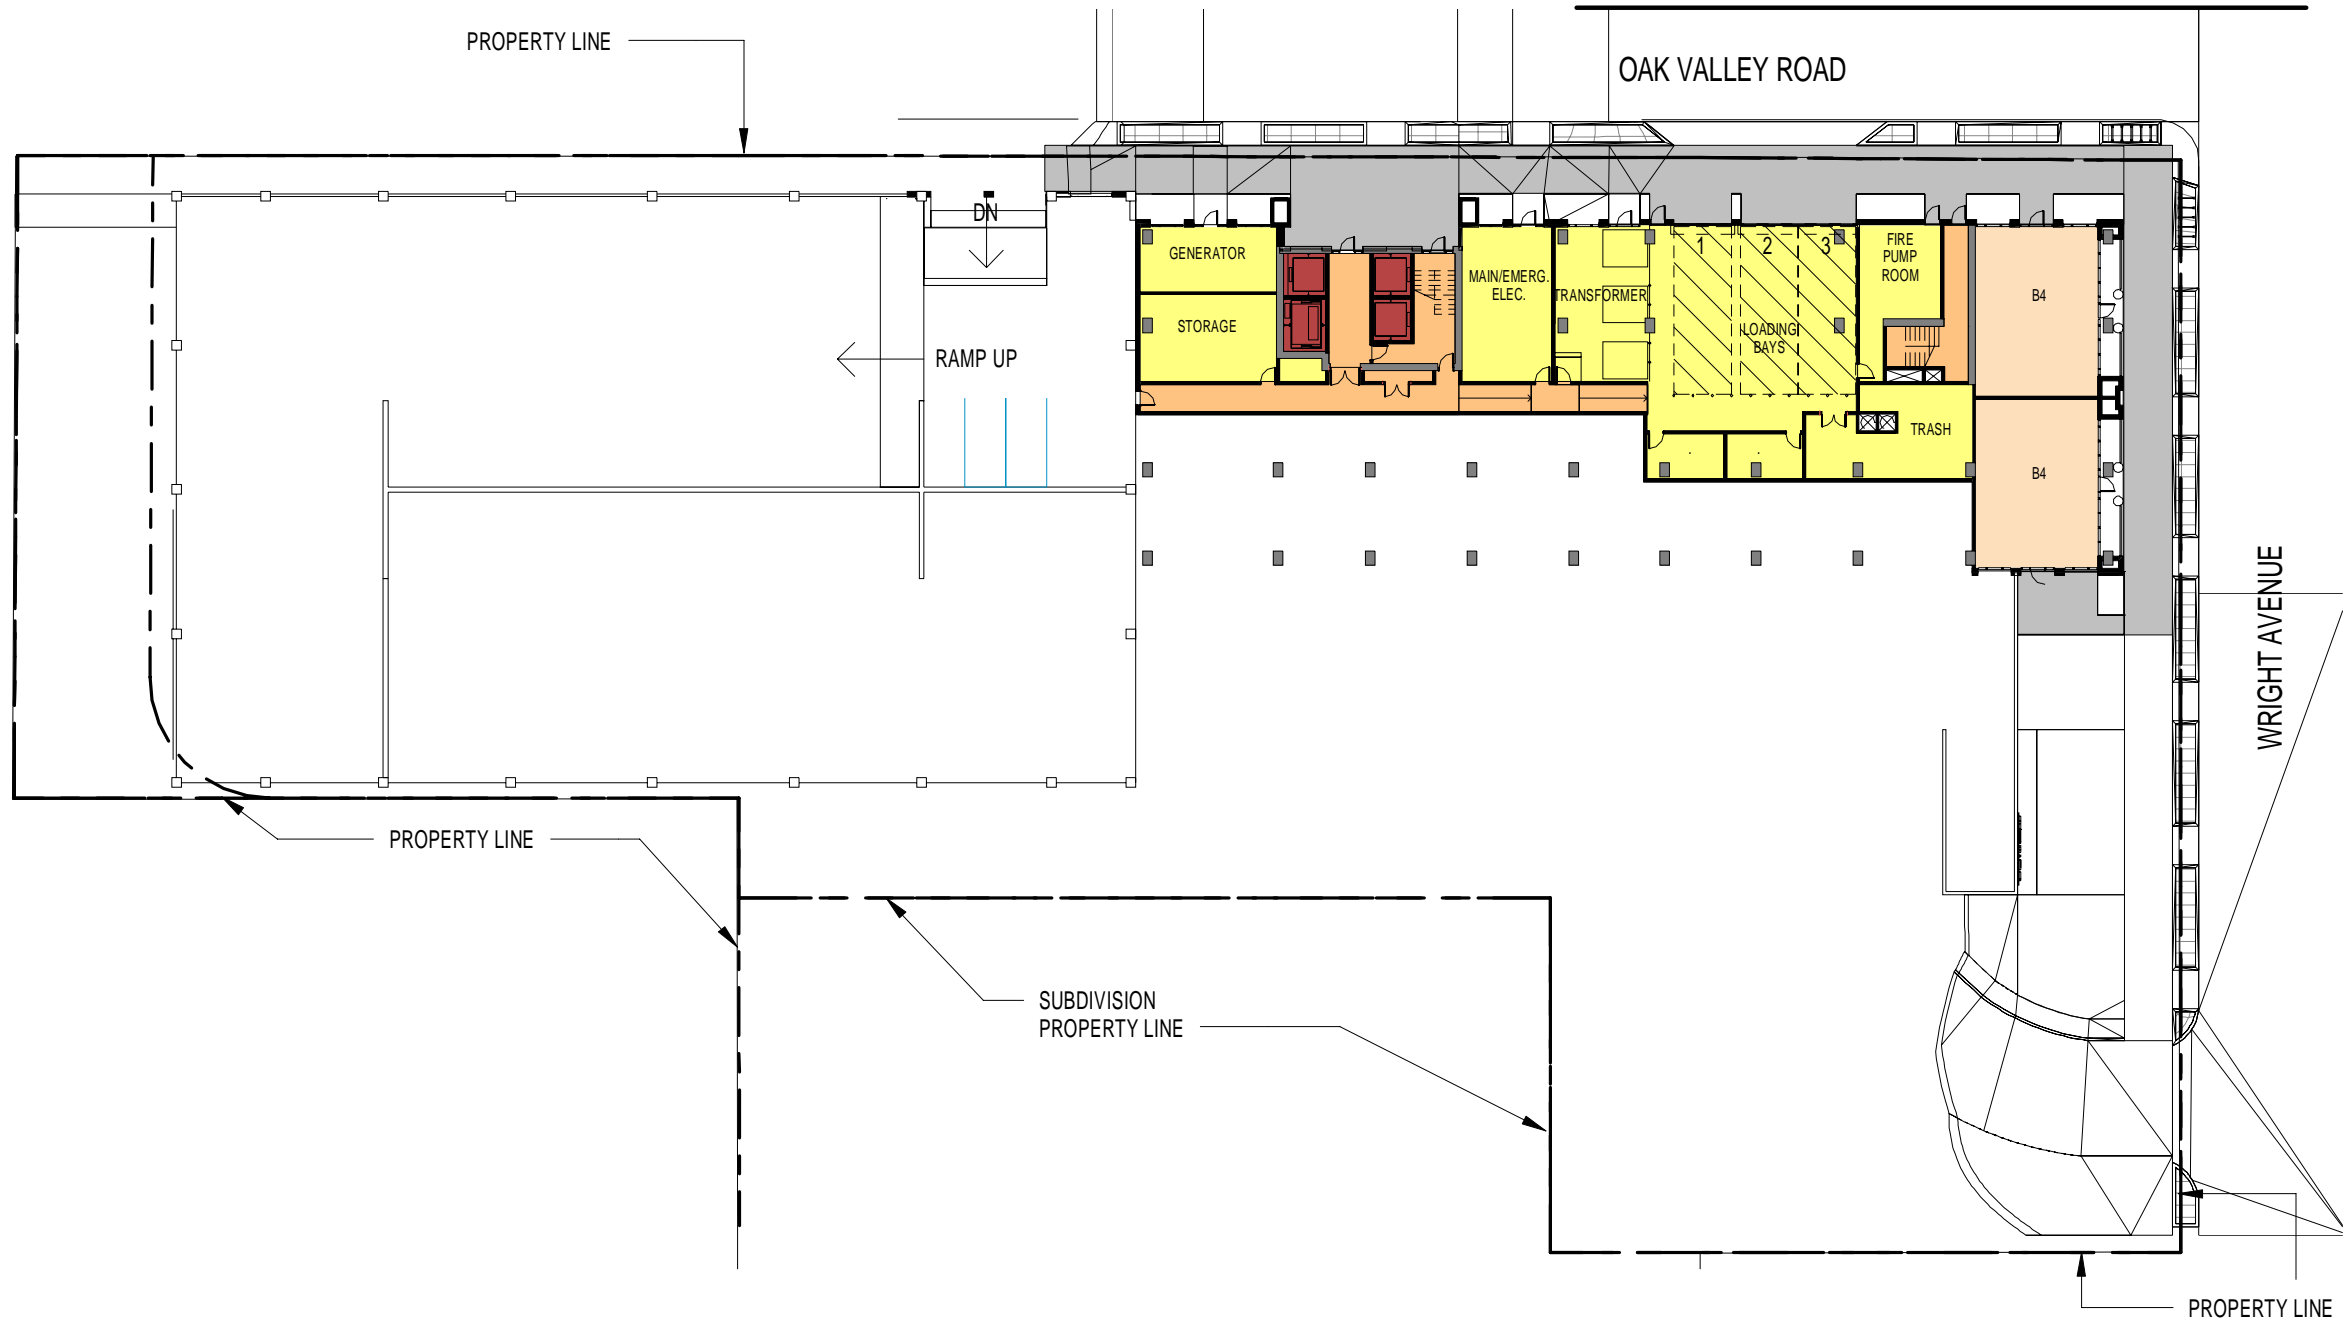 PROPERTY LINE
OAK VALLEY ROAD
DN
GENERATOR
MAIN/EMERG.
ELEC.
TRANSFORMER
1
2
3
FIRE
PUMP
ROOM
B4
STORAGE
LOADING
BAYS
RAMP UP
TRASH
B4
WRIGHT AVENUE
PROPERTY LINE
SUBDIVISION
PROPERTY LINE
PROPERTY LINE